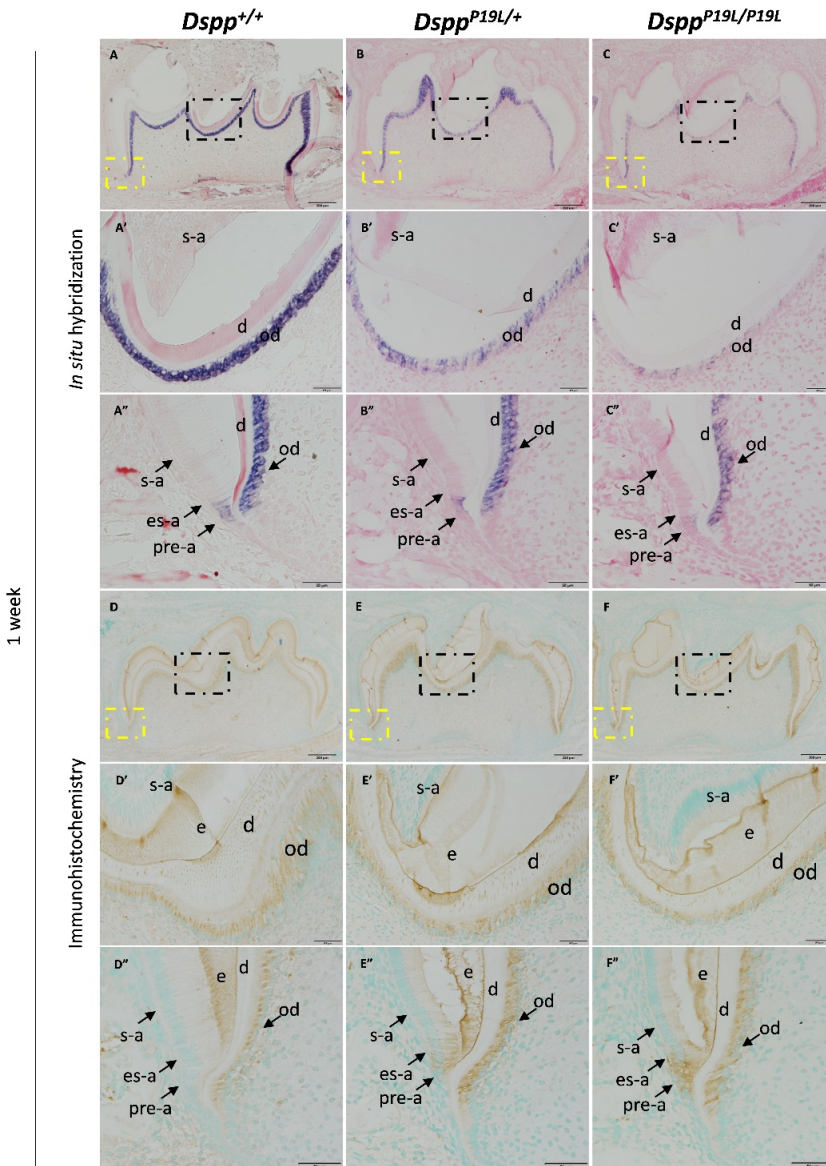 Dspp+/+ DsppP19L/+ DsppP19L/P19L
1 week
In situ hybridization
A B C
A' B' C'
s-a s-a s-a
d d d
od od od
A” B” C”
d d d
od od od
s-a s-a s-a
es-a es-a es-a
pre-a pre-a pre-a
Immunohistochemistry
D E F
D' E' F'
s-a s-a s-a
e e e
d d d
od od od
D” E” F”
e e e
d d d
od od od
s-a s-a s-a
es-a es-a es-a
pre-a pre-a pre-a